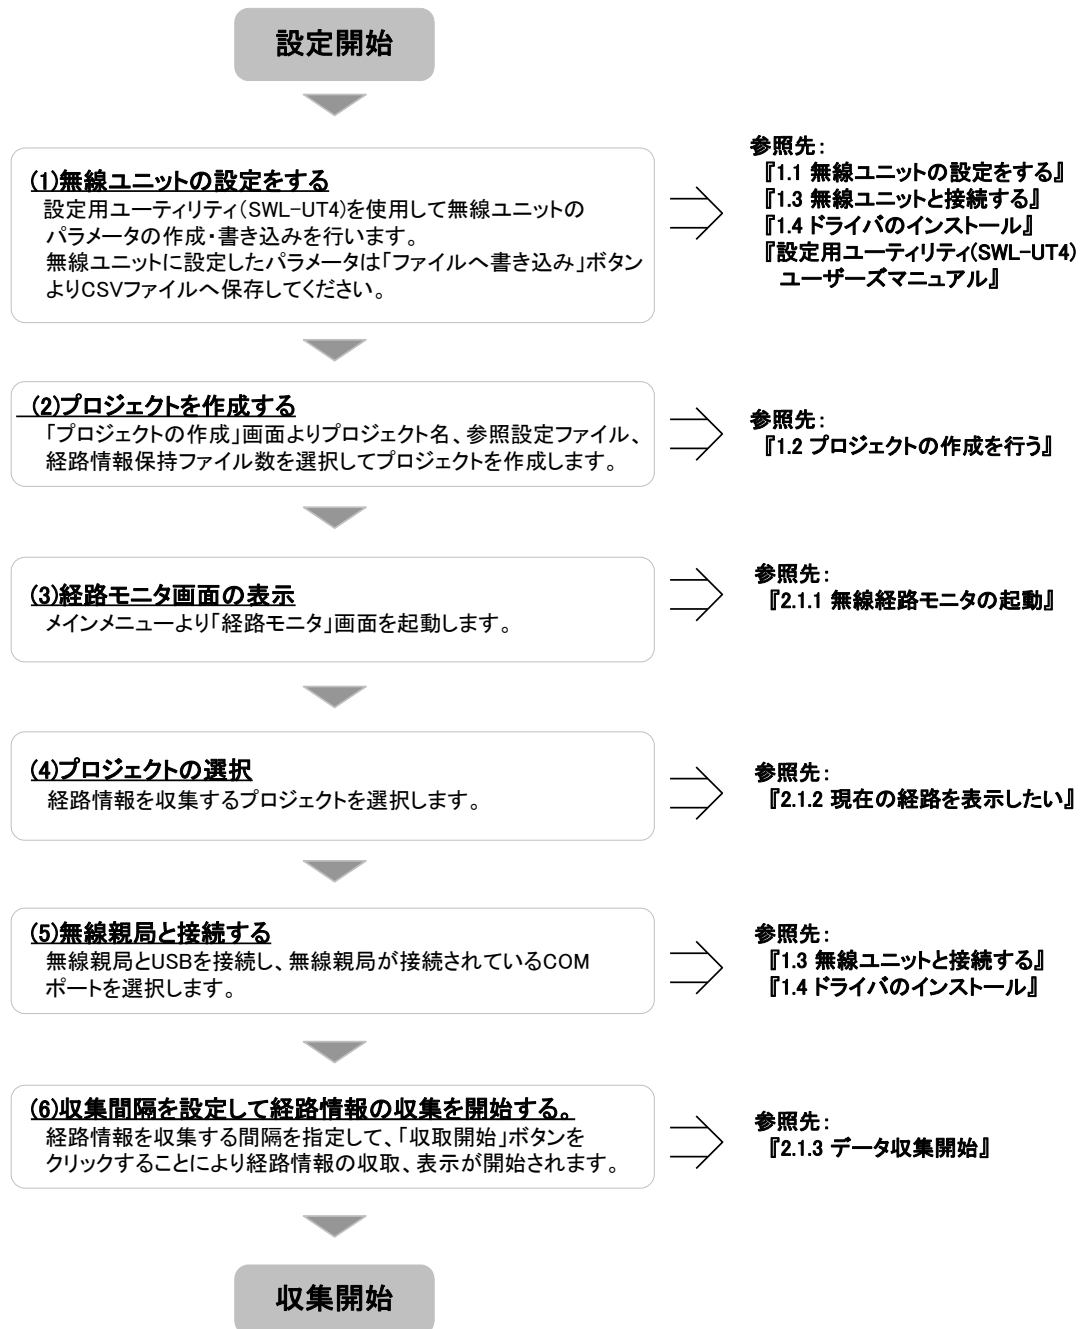 設定開始
(1)無線ユニットの設定をする
設定用ユーティリティ(SWL-UT4)を使用して無線ユニットの
パラメータの作成・書き込みを行います。
無線ユニットに設定したパラメータは「ファイルへ書き込み」ボタン
よりCSVファイルへ保存してください。
参照先：
『1.1 無線ユニットの設定をする』
『1.3 無線ユニットと接続する』
『1.4 ドライバのインストール』
『設定用ユーティリティ(SWL-UT4)
ユーザーズマニュアル』
(2)プロジェクトを作成する
「プロジェクトの作成」画面よりプロジェクト名、参照設定ファイル、
経路情報保持ファイル数を選択してプロジェクトを作成します。
参照先：
『1.2 プロジェクトの作成を行う』
(3)経路モニタ画面の表示
メインメニューより「経路モニタ」画面を起動します。
参照先：
『2.1.1 無線経路モニタの起動』
(4)プロジェクトの選択
経路情報を収集するプロジェクトを選択します。
参照先：
『2.1.2 現在の経路を表示したい』
(5)無線親局と接続する
無線親局とUSBを接続し、無線親局が接続されているCOM
ポートを選択します。
参照先：
『1.3 無線ユニットと接続する』
『1.4 ドライバのインストール』
(6)収集間隔を設定して経路情報の収集を開始する。
経路情報を収集する間隔を指定して、「収取開始」ボタンを
クリックすることにより経路情報の収取、表示が開始されます。
参照先：
『2.1.3 データ収集開始』
収集開始